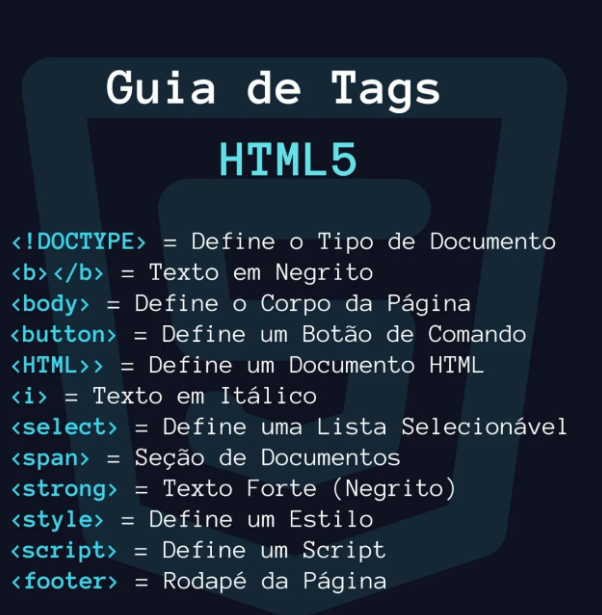 Guia de Tags
HTML5
<!DOCTYPE> = Define o Tipo de Documento
<b></b> = Texto em Negrito
<body> = Define o Corpo da Página
<button> = Define um Botão de Comando
<HTML>> = Define um Documento HTML
<i> = Texto em Itálico
<select> = Define uma Lista Selecionável
<span> = Seção de Documentos
<strong> = Texto Forte (Negrito)
<style> = Define um Estilo
<script> = Define um Script
<footer> = Rodapé da Página